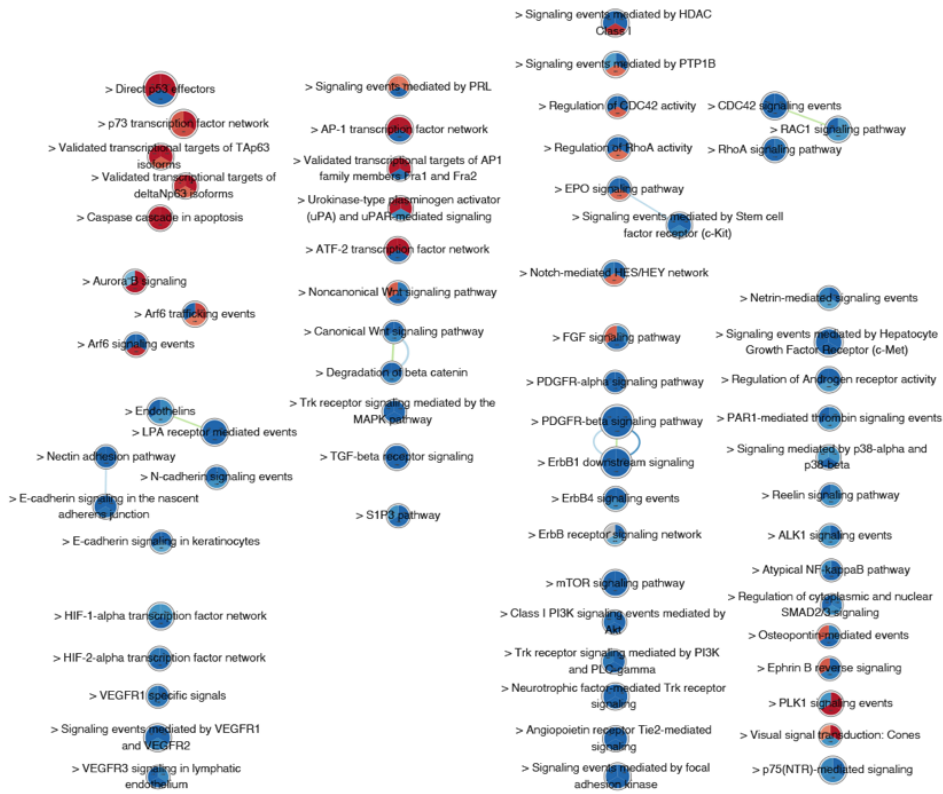 > Direct p53 effectors
> p73 transcription factor network
> Validated transcriptional targets of TAp63
isoforms
> Validated transcriptional targets of
deltaNp63 isoforms
> Caspase cascade in apoptosis
> Aurora B signaling
> Arf6 trafficking events
> Arf6 signaling events
> Endothelins
> LPA receptor mediated events
> Nectin adhesion pathway
> N-cadherin signaling events
> E-cadherin signaling in the nascent
adherens junction
> E-cadherin signaling in keratinocytes
> HIF-1-alpha transcription factor network
> HIF-2-alpha transcription factor network
> VEGFR1 specific signals
> Signaling events mediated by VEGFR1
and VEGFR2
> VEGFR3 signaling in lymphatic
endothelium
> Signaling events mediated by PRL
> AP-1 transcription factor network
> Validated transcriptional targets of AP1
family members Fra1 and Fra2
> Urokinase-type plasminogen activator
(uPA) and uPAR-mediated signaling
> ATF-2 transcription factor network
> Noncanonical Wnt signaling pathway
> Canonical Wnt signaling pathway
> Degradation of beta catenin
> Trk receptor signaling mediated by the
MAPK pathway
> TGF-beta receptor signaling
> S1P3 pathway
> Signaling events mediated by HDAC
Class I
> Signaling events mediated by PTP1B
> Regulation of CDC42 activity
> Regulation of RhoA activity
> EPO signaling pathway
> Signaling events mediated by Stem cell
factor receptor (c-Kit)
> Notch-mediated HES/HEY network
> FGF signaling pathway
> PDGFR-alpha signaling pathway
> PDGFR-beta signaling pathway
> ErbB1 downstream signaling
> ErbB4 signaling events
> ErbB receptor signaling network
> mTOR signaling pathway
> Class I PI3K signaling events mediated by
Akt
> Trk receptor signaling mediated by PI3K
and PLC-gamma
> Neurotrophic factor-mediated Trk receptor
signaling
> Angiopoietin receptor Tie2-mediated
signaling
> Signaling events mediated by focal
adhesion kinase
> CDC42 signaling events
> RAC1 signaling pathway
> RhoA signaling pathway
> Netrin-mediated signaling events
> Signaling events mediated by Hepatocyte
Growth Factor Receptor (c-Met)
> Regulation of Androgen receptor activity
> PAR1-mediated thrombin signaling events
> Signaling mediated by p38-alpha and
p38-beta
> Reelin signaling pathway
> ALK1 signaling events
> Atypical NF-kappaB pathway
> Regulation of cytoplasmic and nuclear
SMAD2/3 signaling
> Osteopontin-mediated events
> Ephrin B reverse signaling
> PLK1 signaling events
> Visual signal transduction: Cones
> p75(NTR)-mediated signaling